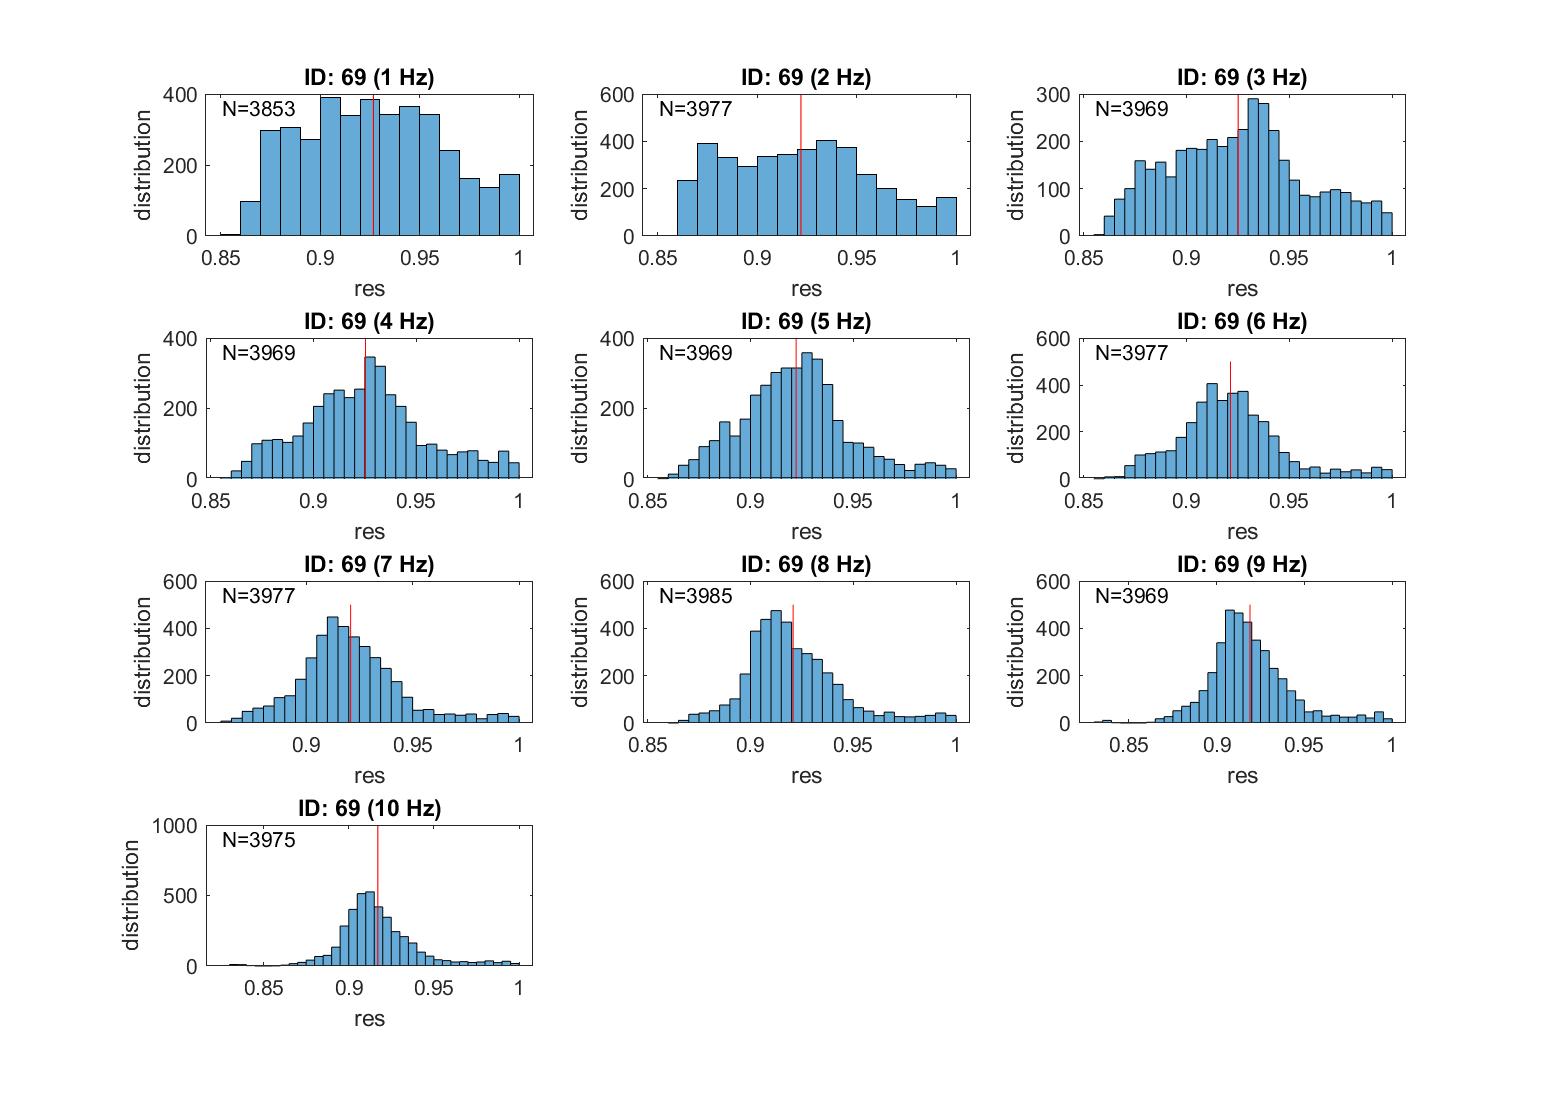 ID: 69 (1 Hz)
N=3853
distribution
400
200
0
0.85 0.9 0.95 1
res
ID: 69 (2 Hz)
N=3977
distribution
600
400
200
0
0.85 0.9 0.95 1
res
ID: 69 (3 Hz)
N=3969
distribution
300
200
100
0
0.85 0.9 0.95 1
res
ID: 69 (4 Hz)
N=3969
distribution
400
200
0
0.85 0.9 0.95 1
res
ID: 69 (5 Hz)
N=3969
distribution
400
200
0
0.85 0.9 0.95 1
res
ID: 69 (6 Hz)
N=3977
distribution
600
400
200
0
0.85 0.9 0.95 1
res
ID: 69 (7 Hz)
N=3977
distribution
600
400
200
0
0.9 0.95 1
res
ID: 69 (8 Hz)
N=3985
distribution
600
400
200
0
0.85 0.9 0.95 1
res
ID: 69 (9 Hz)
N=3969
distribution
600
400
200
0
0.85 0.9 0.95 1
res
ID: 69 (10 Hz)
N=3975
distribution
1000
500
0
0.85 0.9 0.95 1
res